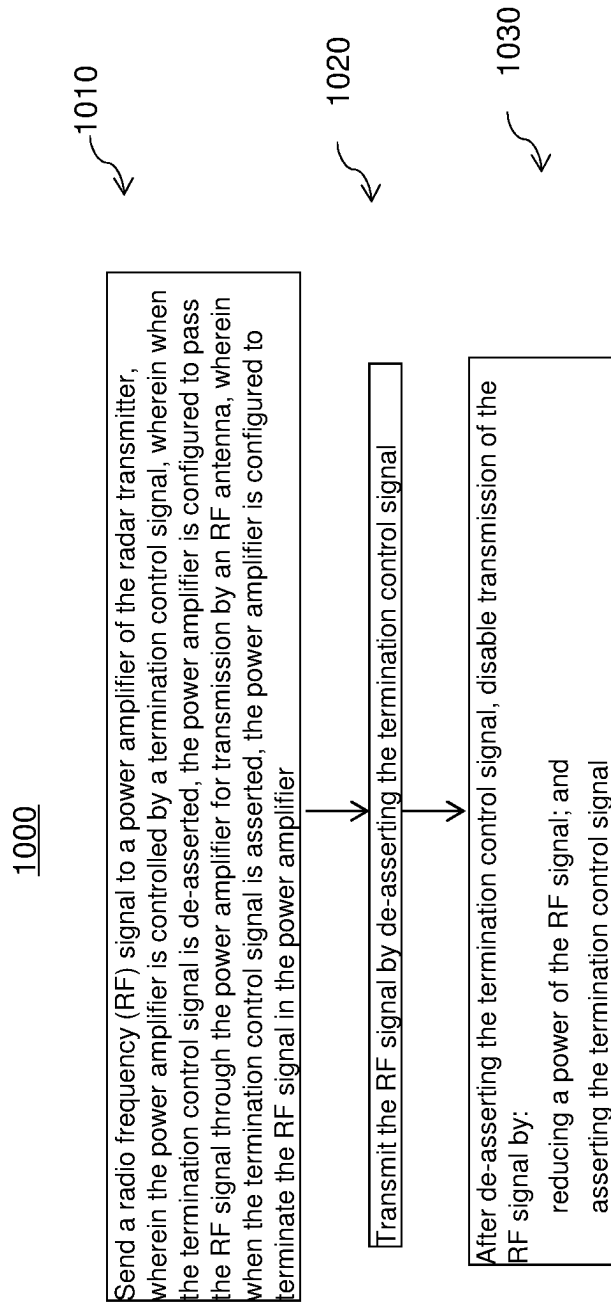 1000
Send a radio frequency (RF) signal to a power amplifier of the radar transmitter,
wherein the power amplifier is controlled by a termination control signal, wherein when
the termination control signal is de-asserted, the power amplifier is configured to pass
the RF signal through the power amplifier for transmission by an RF antenna, wherein
when the termination control signal is asserted, the power amplifier is configured to
terminate the RF signal in the power amplifier
1010
Transmit the RF signal by de-asserting the termination control signal
1020
After de-asserting the termination control signal, disable transmission of the
RF signal by:
reducing a power of the RF signal; and
asserting the termination control signal
1030